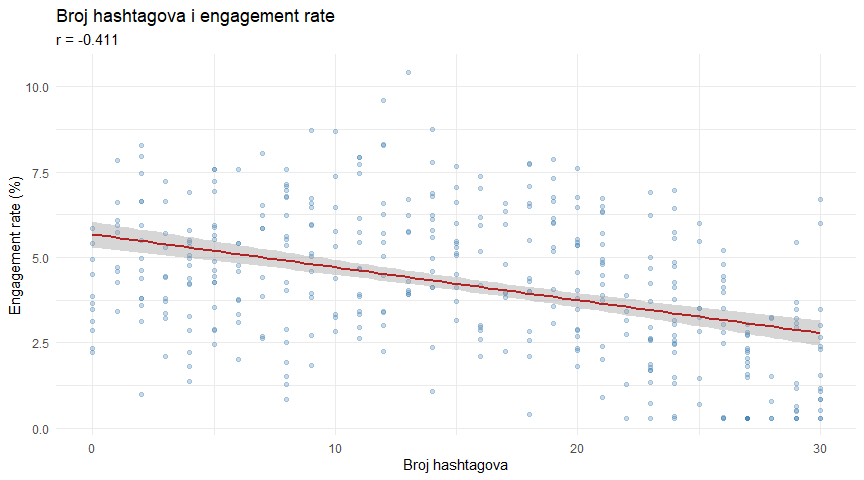 Broj hashtagova i engagement rate
r = -0.411
Engagement rate (%)
10.0
7.5
5.0
2.5
0.0
0 10 20 30
Broj hashtagova